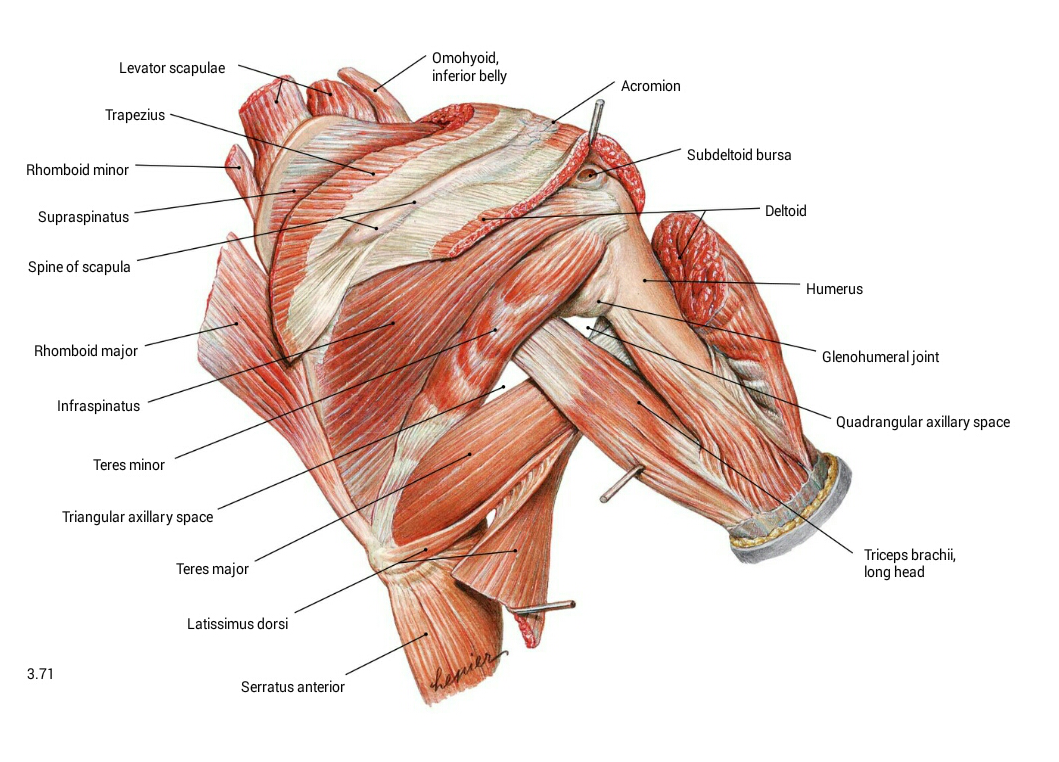 Levator scapulae
Omohyoid,
inferior belly
Acromion
Trapezius
Subdeltoid bursa
Rhomboid minor
Deltoid
Supraspinatus
Spine of scapula
Humerus
Rhomboid major
Glenohumeral joint
Infraspinatus
Quadrangular axillary space
Teres minor
Triangular axillary space
Triceps brachii,
long head
Teres major
Latissimus dorsi
Serratus anterior
3.71